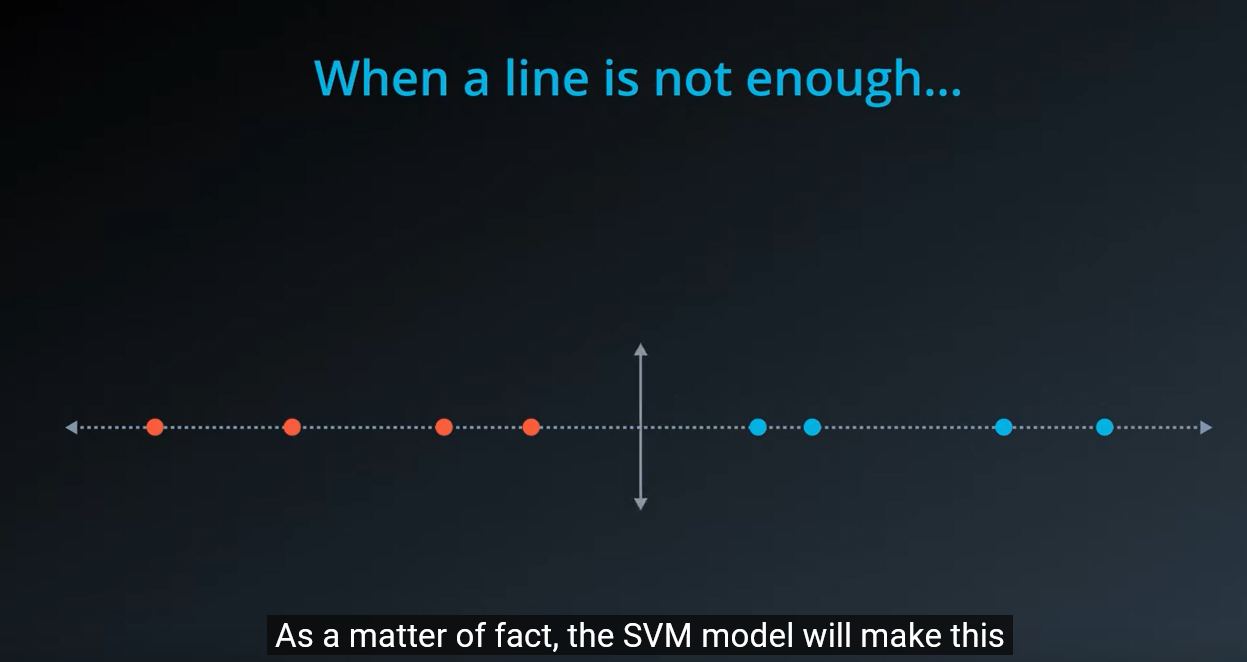 When a line is not enough...
As a matter of fact, the SVM model will make this